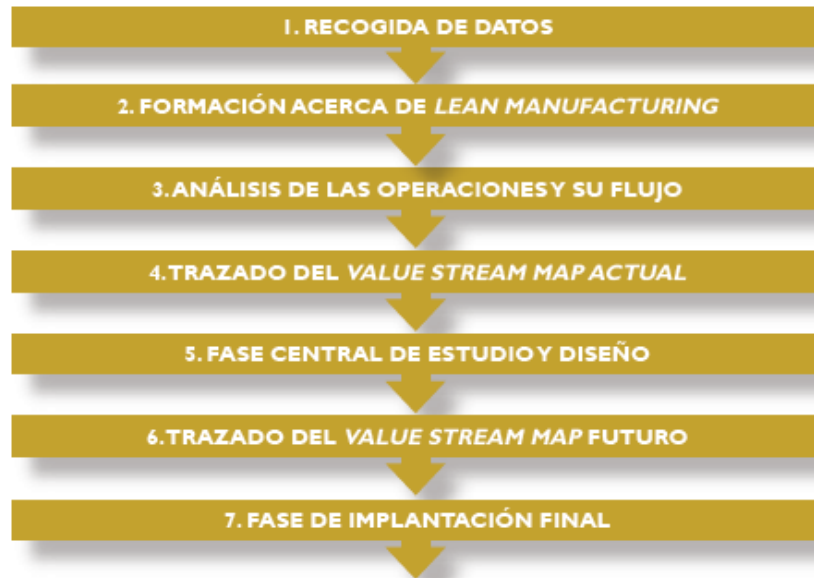 1. RECOGIDA DE DATOS
2. FORMACIÓN ACERCA DE LEAN MANUFACTURING
3. ANÁLISIS DE LAS OPERACIONES Y SU FLUJO
4. TRAZADO DEL VALUE STREAM MAP ACTUAL
5. FASE CENTRAL DE ESTUDIO Y DISEÑO
6. TRAZADO DEL VALUE STREAM MAP FUTURO
7. FASE DE IMPLANTACIÓN FINAL